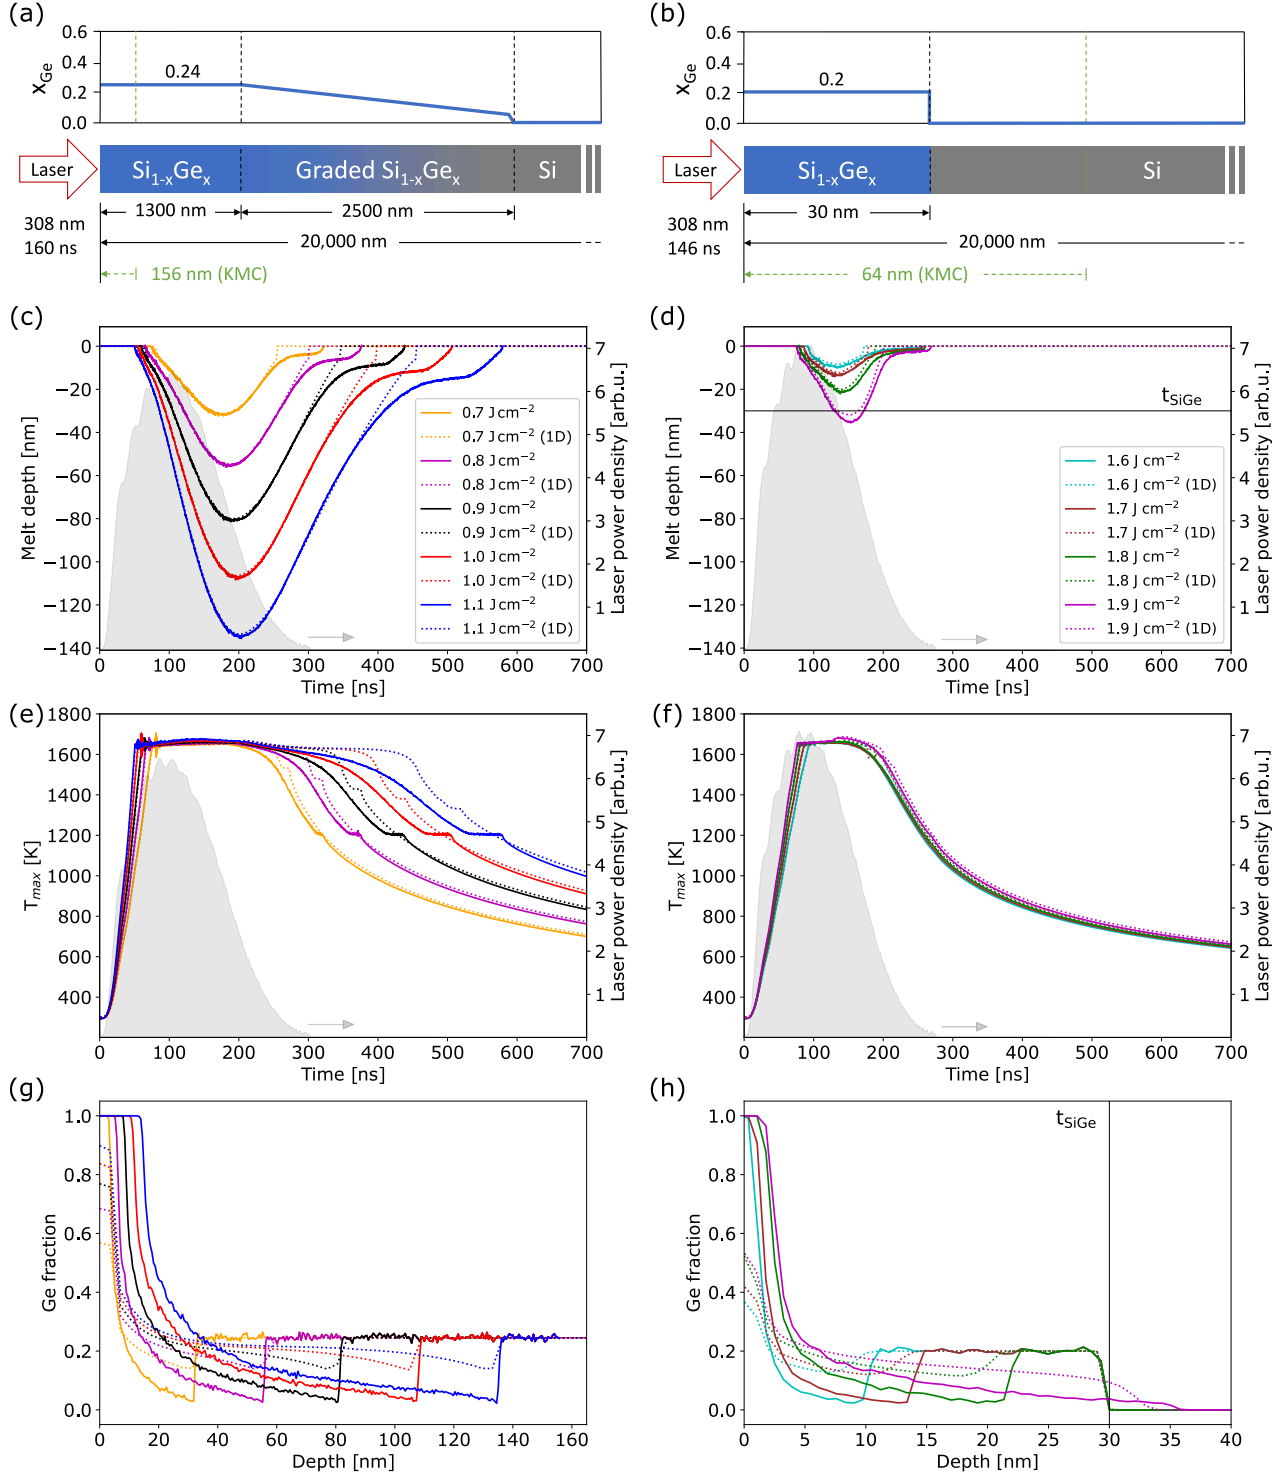 (a)
0.6
0.4
0.2
0.0
X_Ge
0.24
Laser
Si_{1-x}Ge_x
Graded Si_{1-x}Ge_x
Si
1300 nm
2500 nm
308 nm
160 ns
20,000 nm
156 nm (KMC)
(b)
0.6
0.4
0.2
0.0
X_Ge
0.2
Laser
Si_{1-x}Ge_x
Si
30 nm
308 nm
146 ns
20,000 nm
64 nm (KMC)
(c)
0
−20
−40
−60
−80
−100
−120
−140
Melt depth [nm]
7
6
5
4
3
2
1
Laser power density [arb.u.]
0.7 J cm⁻²
0.7 J cm⁻² (1D)
0.8 J cm⁻²
0.8 J cm⁻² (1D)
0.9 J cm⁻²
0.9 J cm⁻² (1D)
1.0 J cm⁻²
1.0 J cm⁻² (1D)
1.1 J cm⁻²
1.1 J cm⁻² (1D)
0 100 200 300 400 500 600 700
Time [ns]
(d)
0
−20
−40
−60
−80
−100
−120
−140
Melt depth [nm]
t_SiGe
7
6
5
4
3
2
1
Laser power density [arb.u.]
1.6 J cm⁻²
1.6 J cm⁻² (1D)
1.7 J cm⁻²
1.7 J cm⁻² (1D)
1.8 J cm⁻²
1.8 J cm⁻² (1D)
1.9 J cm⁻²
1.9 J cm⁻² (1D)
0 100 200 300 400 500 600 700
Time [ns]
(e)
1800
1600
1400
1200
1000
800
600
400
T_max [K]
7
6
5
4
3
2
1
Laser power density [arb.u.]
0 100 200 300 400 500 600 700
Time [ns]
(f)
1800
1600
1400
1200
1000
800
600
400
T_max [K]
7
6
5
4
3
2
1
Laser power density [arb.u.]
0 100 200 300 400 500 600 700
Time [ns]
(g)
1.0
0.8
0.6
0.4
0.2
0.0
Ge fraction
0 20 40 60 80 100 120 140 160
Depth [nm]
(h)
1.0
0.8
0.6
0.4
0.2
0.0
Ge fraction
t_SiGe
0 5 10 15 20 25 30 35 40
Depth [nm]